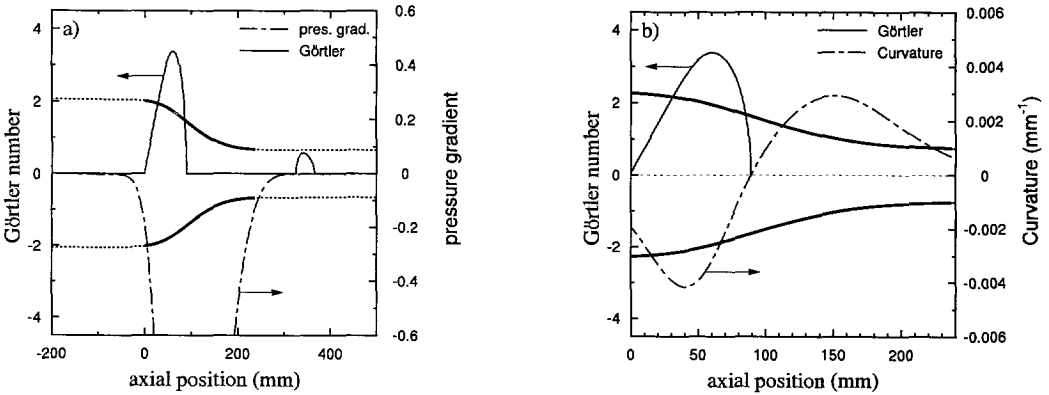 a)
pres. grad.
Görtler
4
2
0
-2
-4
Görtler number
0.6
0.4
0.2
0
-0.2
-0.4
-0.6
pressure gradient
-200
0
200
400
axial position (mm)
b)
Görtler
Curvature
4
2
0
-2
-4
Görtler number
0.006
0.004
0.002
0
-0.002
-0.004
-0.006
Curvature (mm⁻¹)
0
50
100
150
200
axial position (mm)